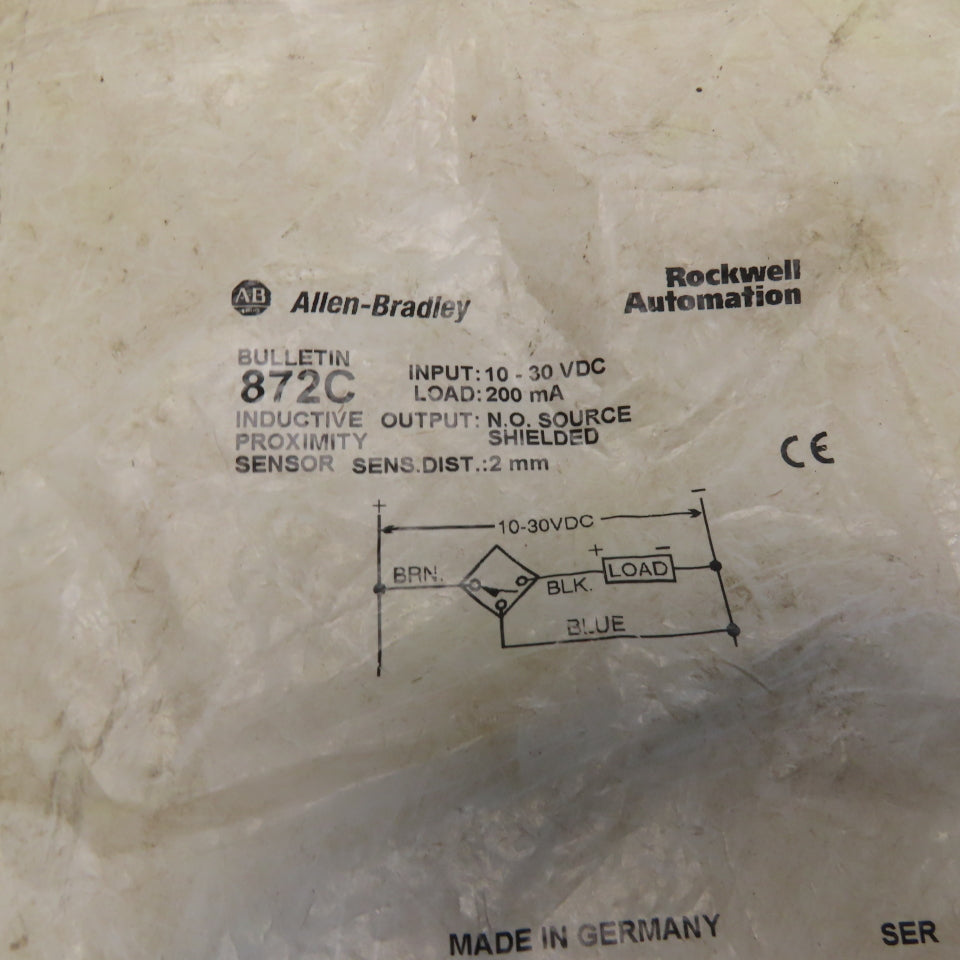 AB Allen-Bradley
Rockwell
Automation
BULLETIN
872C
INDUCTIVE
PROXIMITY
SENSOR
INPUT: 10 - 30 VDC
LOAD: 200 mA
OUTPUT: N.O. SOURCE
SHIELDED
SENS.DIST.: 2 mm
CE
+ −
10-30VDC
BRN.
BLK.
+ −
LOAD
BLUE
MADE IN GERMANY
SER